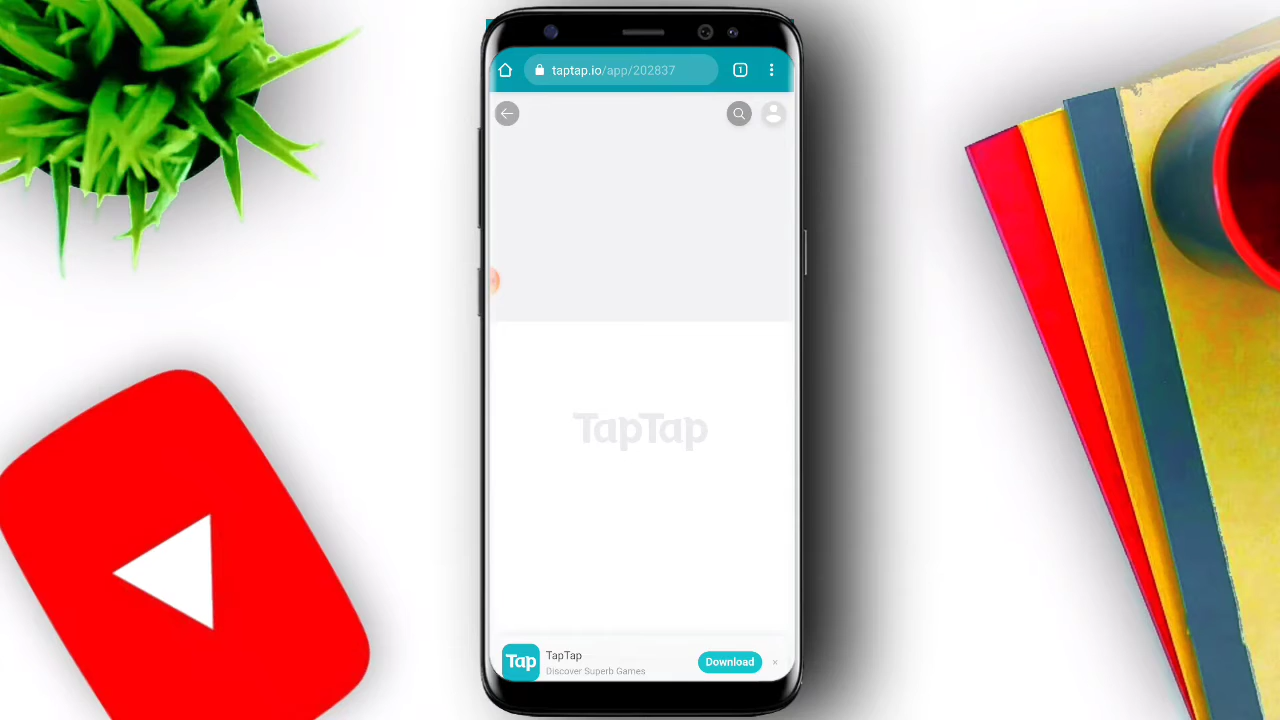 taptap.io/app/202837
1
TapTap
Tap
TapTap
Discover Superb Games
Download
×